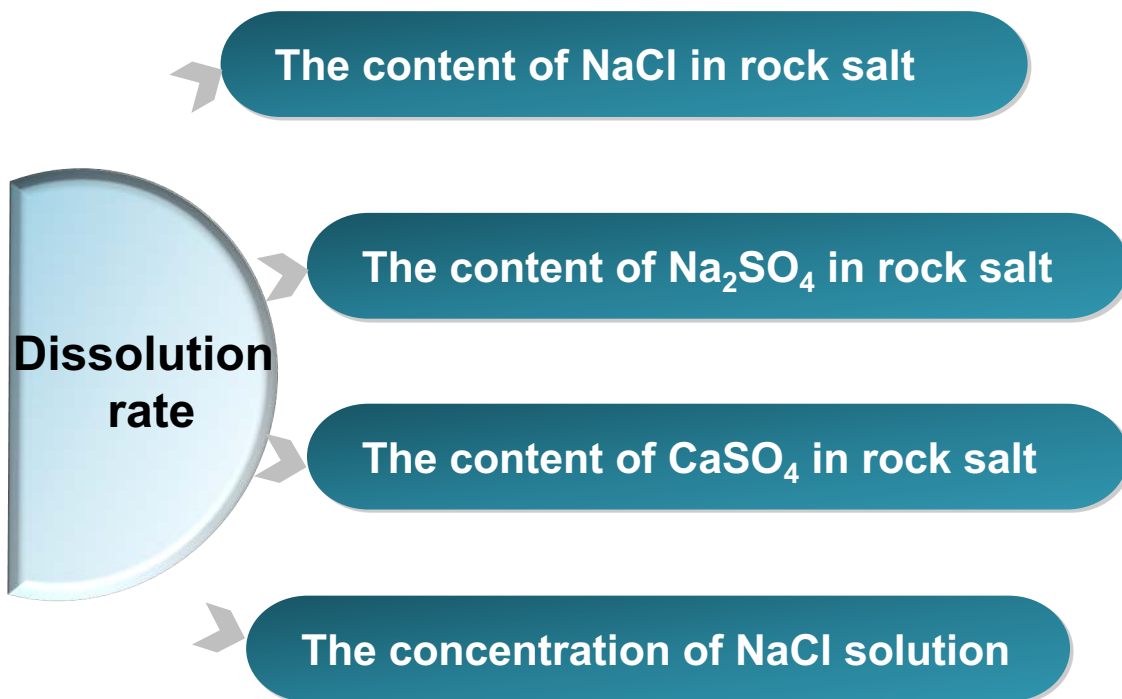 The content of NaCl in rock salt
The content of Na₂SO₄ in rock salt
Dissolution
rate
The content of CaSO₄ in rock salt
The concentration of NaCl solution